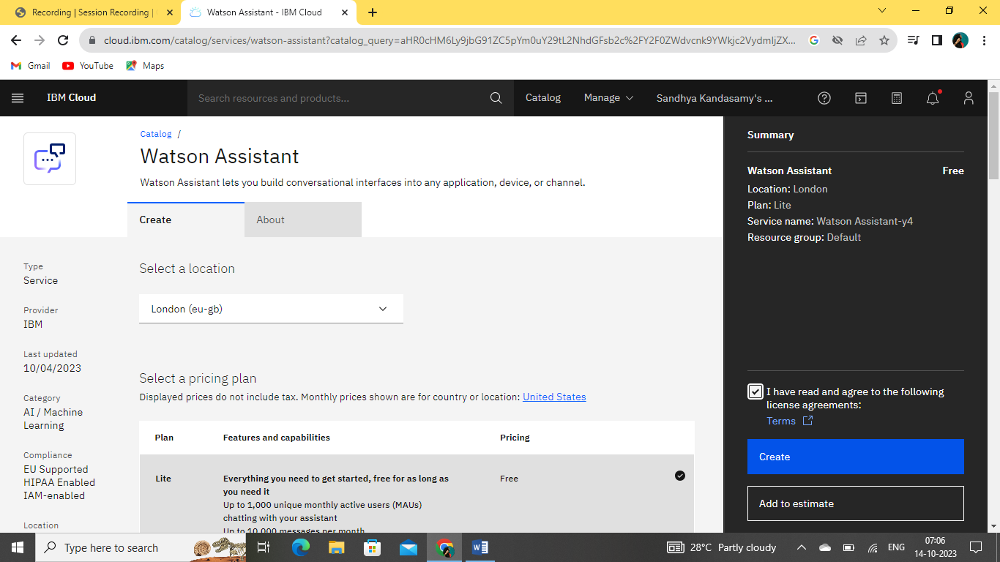 Recording | Session Recording |
Watson Assistant - IBM Cloud
cloud.ibm.com/catalog/services/watson-assistant?catalog_query=aHR0cHM6Ly9jbG91ZC5pYm0uY29tL2NhdGFsb2c%2FY2F0ZWdvcnk9YWkjc2VydmljZX...
Gmail
YouTube
Maps
IBM Cloud
Search resources and products...
Catalog
Manage
Sandhya Kandasamy's ...
Catalog /
Watson Assistant
Watson Assistant lets you build conversational interfaces into any application, device, or channel.
Create
About
Type
Service
Provider
IBM
Last updated
10/04/2023
Category
AI / Machine
Learning
Compliance
EU Supported
HIPAA Enabled
IAM-enabled
Location
Select a location
London (eu-gb)
Select a pricing plan
Displayed prices do not include tax. Monthly prices shown are for country or location: United States
Plan
Features and capabilities
Pricing
Lite
Everything you need to get started, free for as long as
you need it
Up to 1,000 unique monthly active users (MAUs)
chatting with your assistant
Up to 10,000 messages per month
Free
Summary
Watson Assistant
Free
Location: London
Plan: Lite
Service name: Watson Assistant-y4
Resource group: Default
I have read and agree to the following
license agreements:
Terms
Create
Add to estimate
Type here to search
28°C Partly cloudy
ENG
07:06
14-10-2023